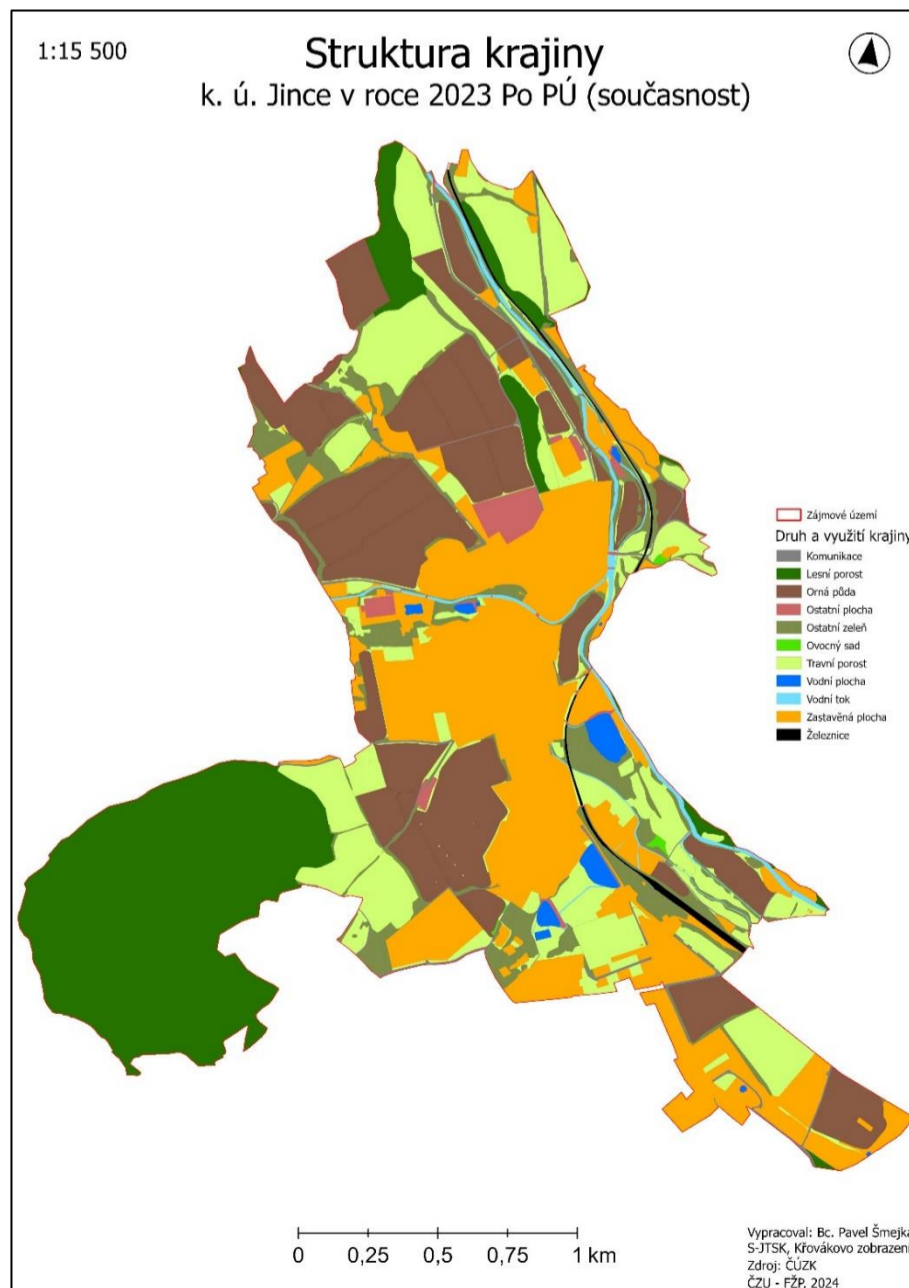 1:15 500
Struktura krajiny
k. ú. Jince v roce 2023 Po PÚ (současnost)
Zájmové území
Druh a využití krajiny
Komunikace
Lesní porost
Orná půda
Ostatní plocha
Ostatní zeleň
Ovocný sad
Travní porost
Vodní plocha
Vodní tok
Zastavěná plocha
Železnice
0 0,25 0,5 0,75 1 km
Vypracoval: Bc. Pavel Šmejka
S-JTSK, Křovákovo zobrazen
Zdroj: ČÚZK
ČZU - FŽP, 2024